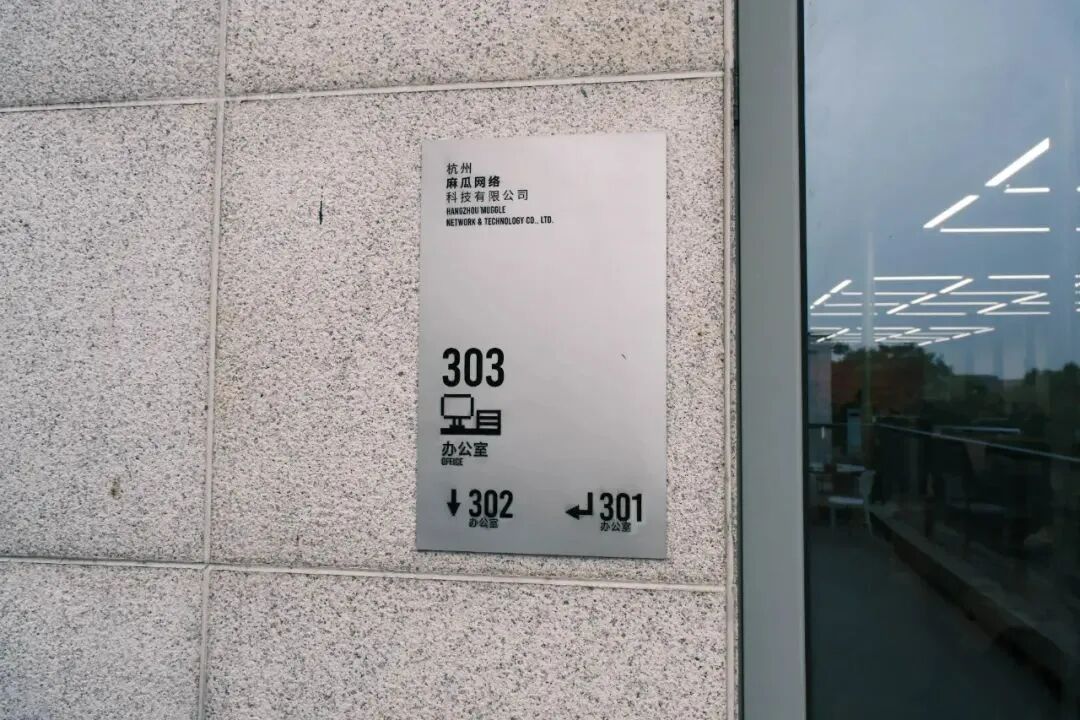 杭州
麻瓜网络
科技有限公司
HANGZHOU MUGGLE
NETWORK & TECHNOLOGY CO., LTD.
303
办公室
OFFICE
302
办公室
301
办公室